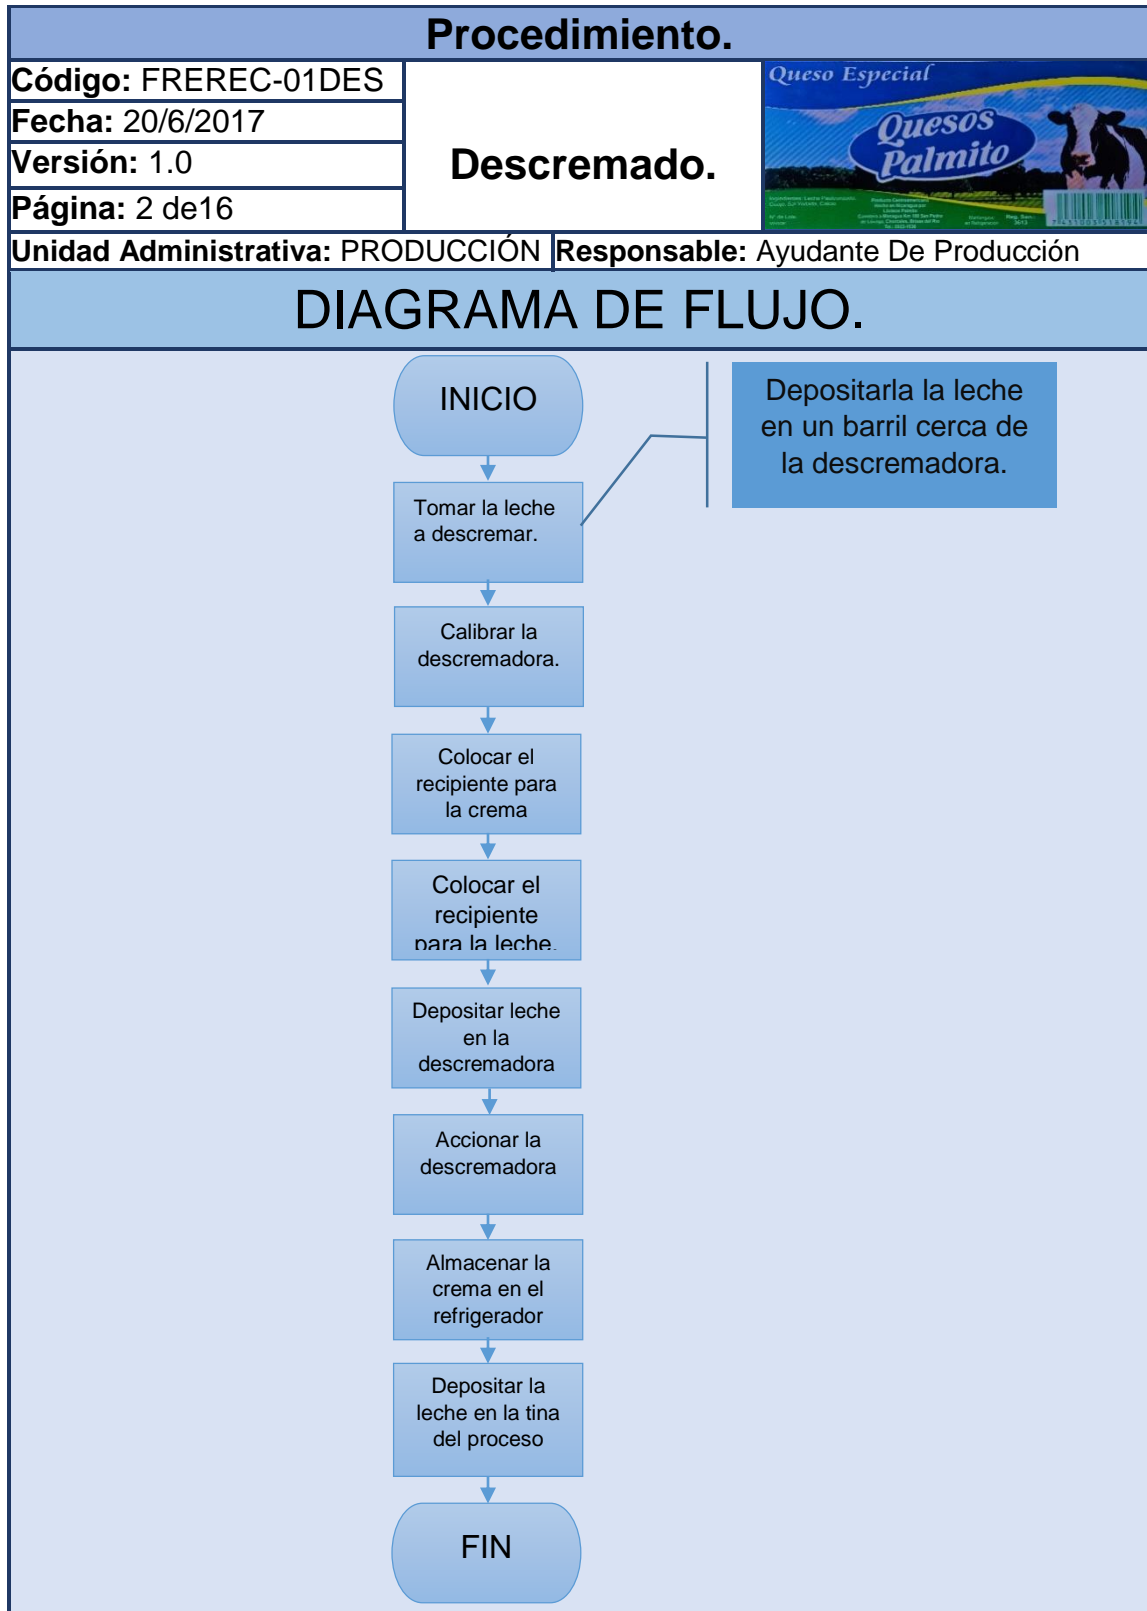 Procedimiento.
Código: FREREC-01DES
Fecha: 20/6/2017
Versión: 1.0
Página: 2 de16
Descremado.
Queso Especial
Quesos
Palmito
Unidad Administrativa: PRODUCCIÓN
Responsable: Ayudante De Producción
DIAGRAMA DE FLUJO.
INICIO
Depositarla la leche
en un barril cerca de
la descremadora.
Tomar la leche
a descremar.
Calibrar la
descremadora.
Colocar el
recipiente para
la crema
Colocar el
recipiente
para la leche.
Depositar leche
en la
descremadora
Accionar la
descremadora
Almacenar la
crema en el
refrigerador
Depositar la
leche en la tina
del proceso
FIN